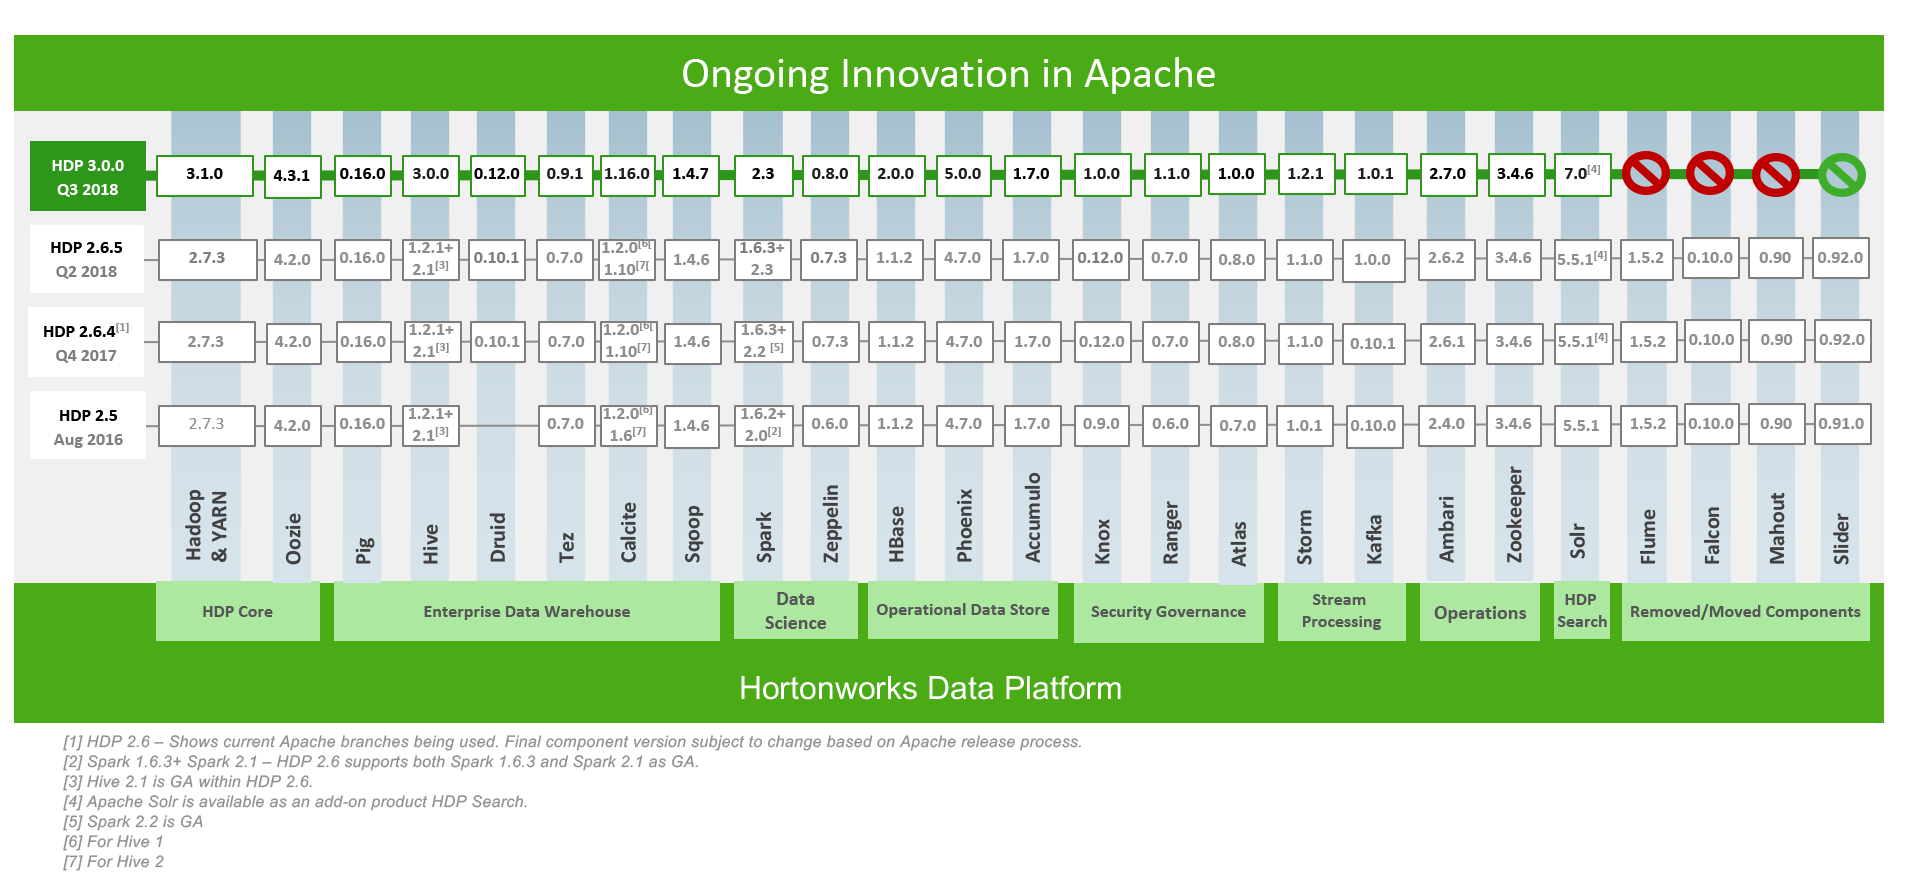 Ongoing Innovation in Apache
HDP 3.0.0
Q3 2018
3.1.0
4.3.1
0.16.0
3.0.0
0.12.0
0.9.1
1.16.0
1.4.7
2.3
0.8.0
2.0.0
5.0.0
1.7.0
1.0.0
1.1.0
1.0.0
1.2.1
1.0.1
2.7.0
3.4.6
7.0[4]
HDP 2.6.5
Q2 2018
2.7.3
4.2.0
0.16.0
1.2.1+
2.1[3]
0.10.1
0.7.0
1.2.0[6[
1.10[7[
1.4.6
1.6.3+
2.3
0.7.3
1.1.2
4.7.0
1.7.0
0.12.0
0.7.0
0.8.0
1.1.0
1.0.0
2.6.2
3.4.6
5.5.1[4]
1.5.2
0.10.0
0.90
0.92.0
HDP 2.6.4[1]
Q4 2017
2.7.3
4.2.0
0.16.0
1.2.1+
2.1[3]
0.10.1
0.7.0
1.2.0[6[
1.10[7]
1.4.6
1.6.3+
2.2 [5]
0.7.3
1.1.2
4.7.0
1.7.0
0.12.0
0.7.0
0.8.0
1.1.0
0.10.1
2.6.1
3.4.6
5.5.1[4]
1.5.2
0.10.0
0.90
0.92.0
HDP 2.5
Aug 2016
2.7.3
4.2.0
0.16.0
1.2.1+
2.1[3]
0.7.0
1.2.0[6]
1.6[7]
1.4.6
1.6.2+
2.0[2]
0.6.0
1.1.2
4.7.0
1.7.0
0.9.0
0.6.0
0.7.0
1.0.1
0.10.0
2.4.0
3.4.6
5.5.1
1.5.2
0.10.0
0.90
0.91.0
Hadoop
& YARN
Oozie
Pig
Hive
Druid
Tez
Calcite
Sqoop
Spark
Zeppelin
HBase
Phoenix
Accumulo
Knox
Ranger
Atlas
Storm
Kafka
Ambari
Zookeeper
Solr
Flume
Falcon
Mahout
Slider
HDP Core
Enterprise Data Warehouse
Data
Science
Operational Data Store
Security Governance
Stream
Processing
Operations
HDP
Search
Removed/Moved Components
Hortonworks Data Platform
[1] HDP 2.6 – Shows current Apache branches being used. Final component version subject to change based on Apache release process.
[2] Spark 1.6.3+ Spark 2.1 – HDP 2.6 supports both Spark 1.6.3 and Spark 2.1 as GA.
[3] Hive 2.1 is GA within HDP 2.6.
[4] Apache Solr is available as an add-on product HDP Search.
[5] Spark 2.2 is GA
[6] For Hive 1
[7] For Hive 2